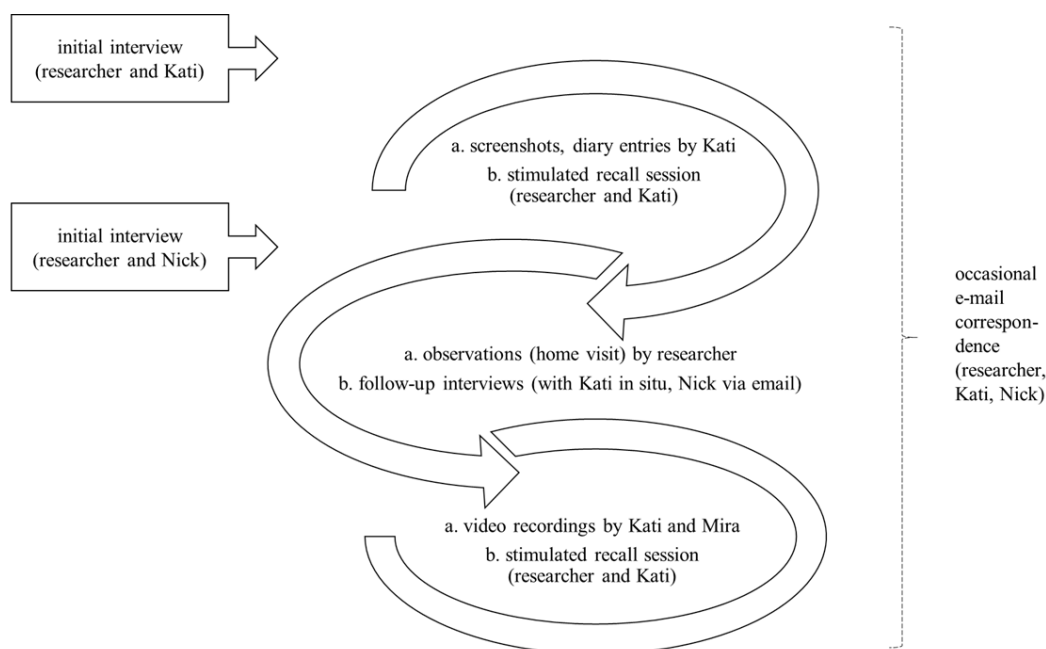 initial interview
(researcher and Kati)
a. screenshots, diary entries by Kati
b. stimulated recall session
(researcher and Kati)
initial interview
(researcher and Nick)
a. observations (home visit) by researcher
b. follow-up interviews (with Kati in situ, Nick via email)
a. video recordings by Kati and Mira
b. stimulated recall session
(researcher and Kati)
occasional
e-mail
correspon-
dence
(researcher,
Kati, Nick)